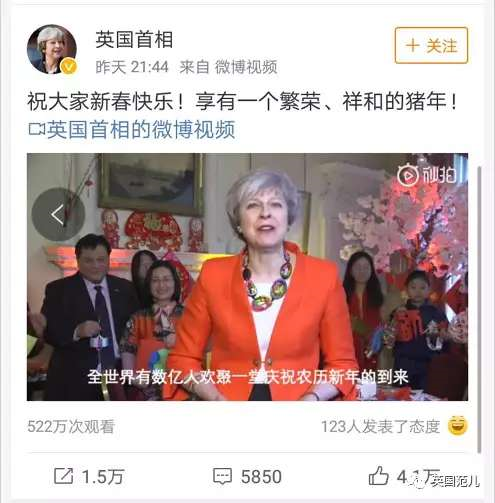 英国首相
+ 关注
昨天 21:44 来自 微博视频
祝大家新春快乐！享有一个繁荣、祥和的猪年！
英国首相的微博视频
秒拍
全世界有数亿人欢聚一堂庆祝农历新年的到来
522万次观看
123人发表了态度
1.5万
5850
4.1万
英国范儿